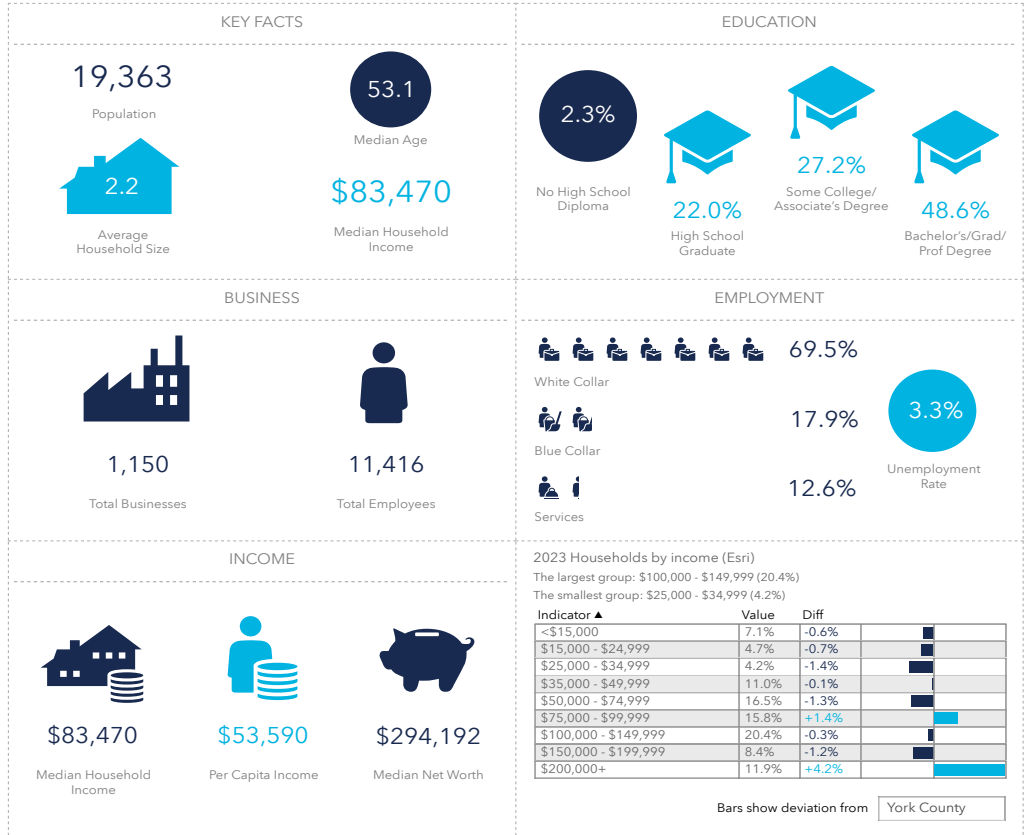 KEY FACTS
19,363
Population
53.1
Median Age
2.2
Average
Household Size
$83,470
Median Household
Income
EDUCATION
2.3%
No High School
Diploma
22.0%
High School
Graduate
27.2%
Some College/
Associate's Degree
48.6%
Bachelor's/Grad/
Prof Degree
BUSINESS
1,150
Total Businesses
11,416
Total Employees
EMPLOYMENT
69.5%
White Collar
17.9%
Blue Collar
12.6%
Services
3.3%
Unemployment
Rate
INCOME
$83,470
Median Household
Income
$53,590
Per Capita Income
$294,192
Median Net Worth
2023 Households by income (Esri)
The largest group: $100,000 - $149,999 (20.4%)
The smallest group: $25,000 - $34,999 (4.2%)
Indicator ▲ Value Diff
<$15,000 7.1% -0.6%
$15,000 - $24,999 4.7% -0.7%
$25,000 - $34,999 4.2% -1.4%
$35,000 - $49,999 11.0% -0.1%
$50,000 - $74,999 16.5% -1.3%
$75,000 - $99,999 15.8% +1.4%
$100,000 - $149,999 20.4% -0.3%
$150,000 - $199,999 8.4% -1.2%
$200,000+ 11.9% +4.2%
Bars show deviation from York County